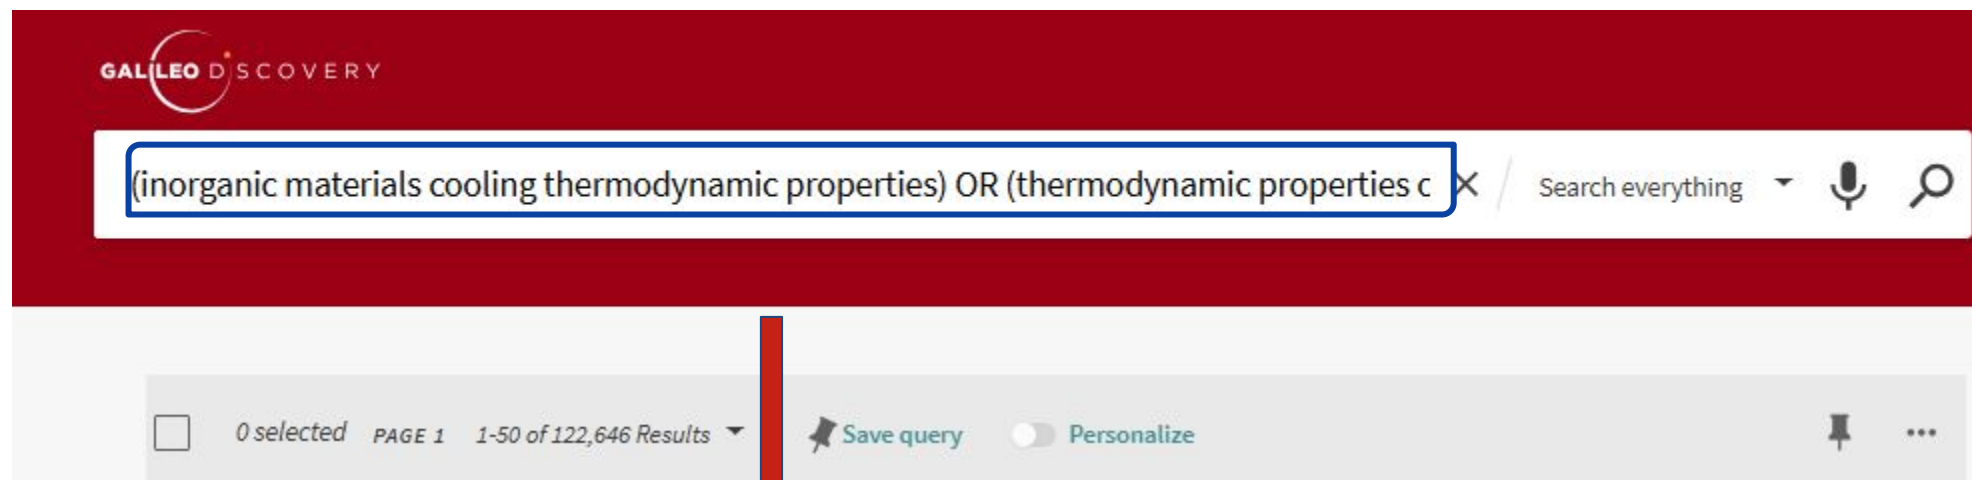 GALILEO DISCOVERY
(inorganic materials cooling thermodynamic properties) OR (thermodynamic properties c
Search everything
0 selected PAGE 1 1-50 of 122,646 Results Save query Personalize